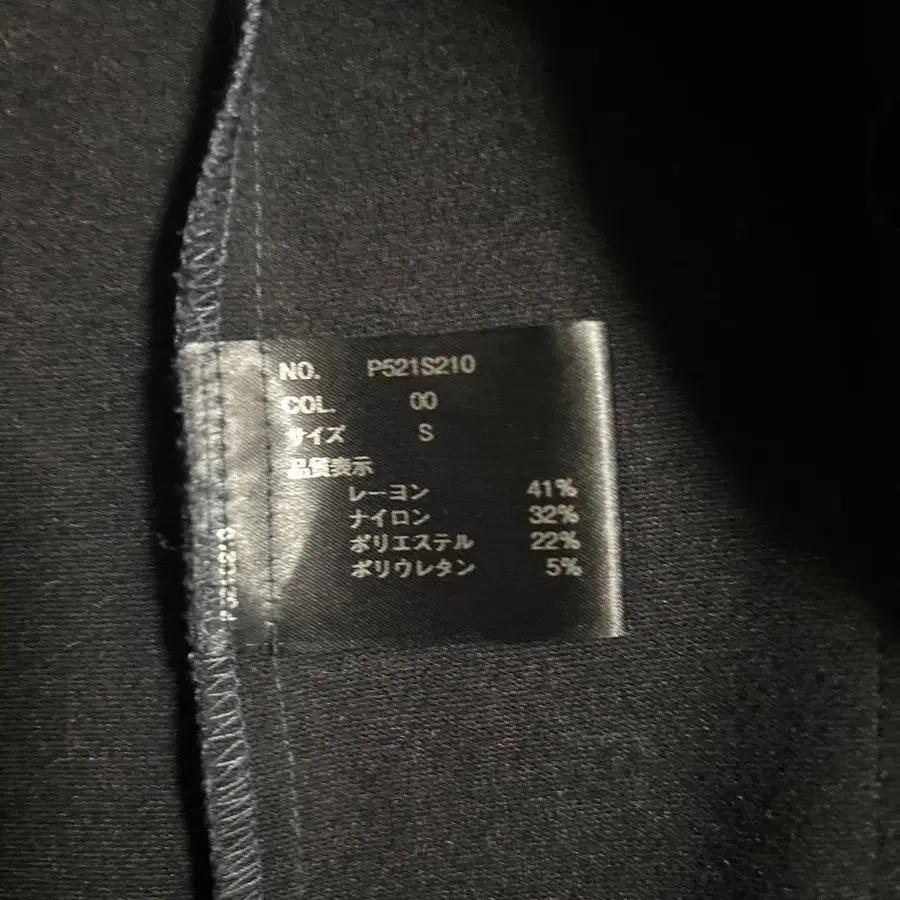 NO. P521S210
COL. 00
サイズ S
品質表示
レーヨン 41%
ナイロン 32%
ポリエステル 22%
ポリウレタン 5%